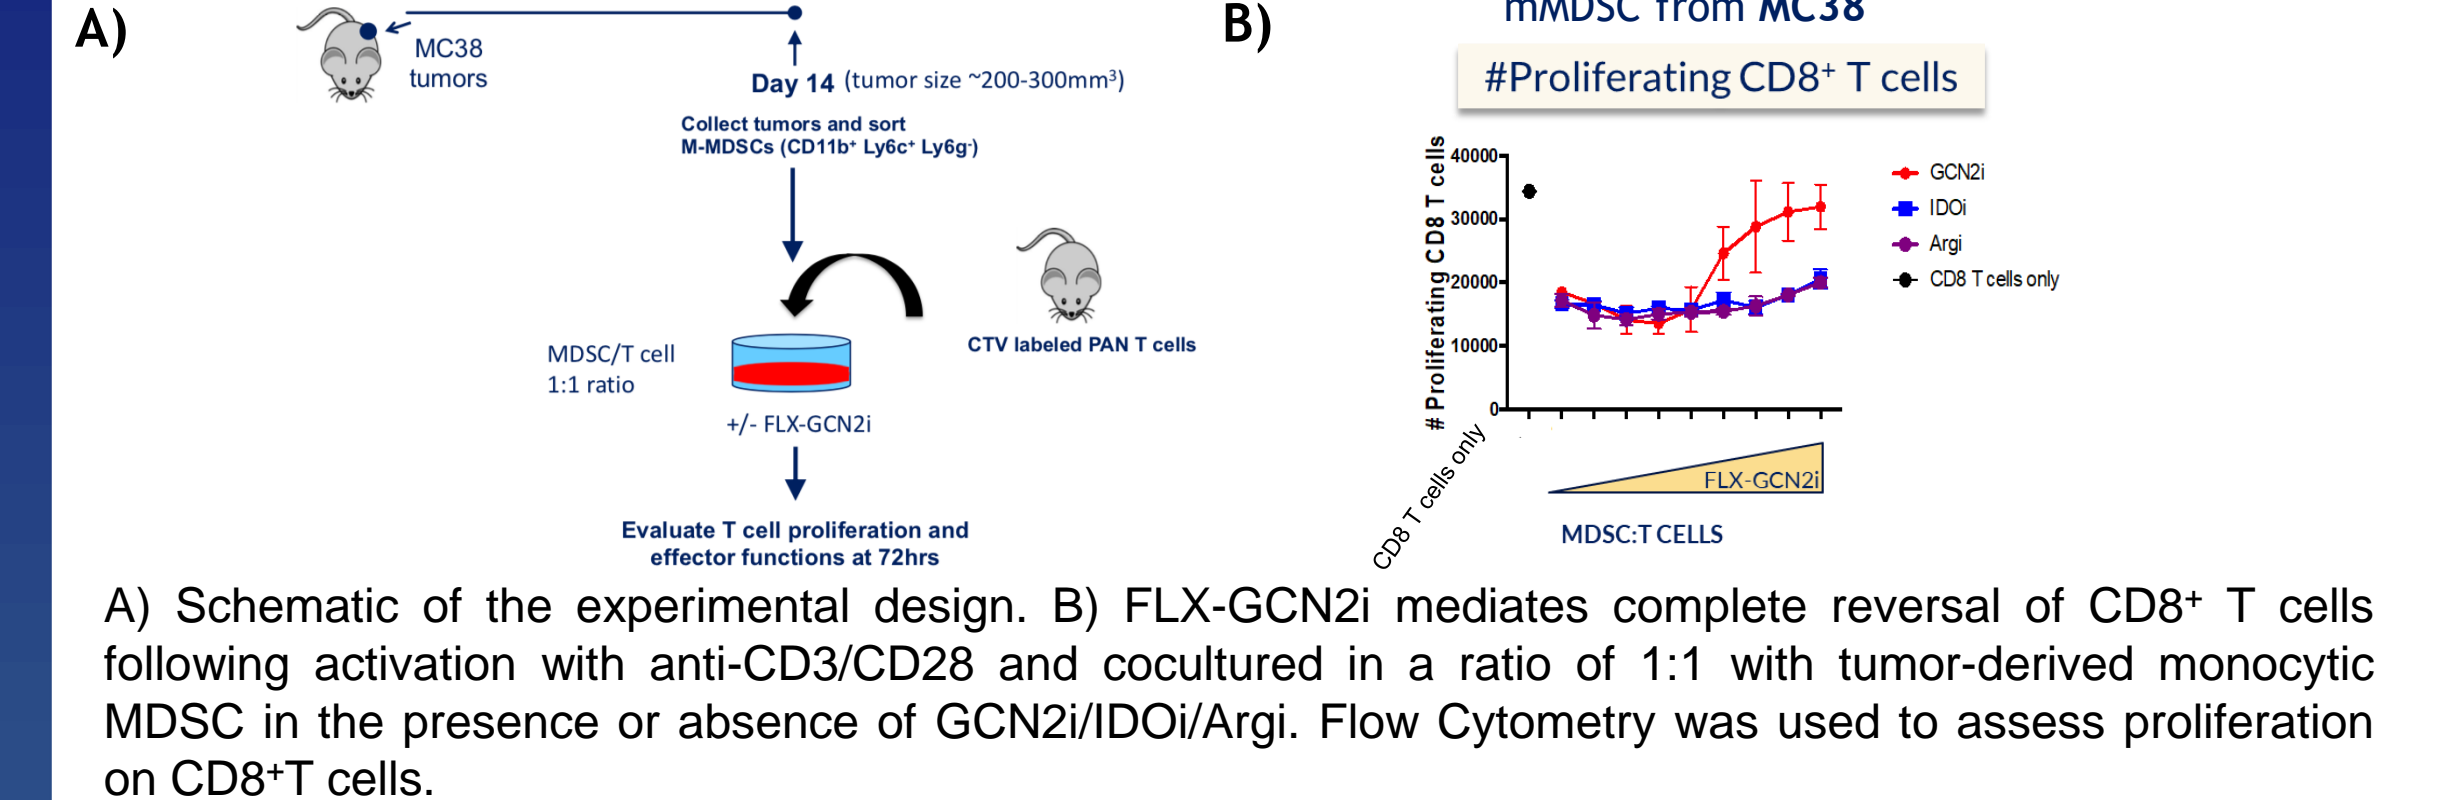 A)
MC38
tumors
Day 14 (tumor size ~200-300mm³)
Collect tumors and sort
M-MDSCs (CD11b⁺ Ly6c⁺ Ly6g⁻)
MDSC/T cell
1:1 ratio
CTV labeled PAN T cells
+/- FLX-GCN2i
Evaluate T cell proliferation and
effector functions at 72hrs
B)
mMDSC from MC38
#Proliferating CD8⁺ T cells
# Proliferating CD8 T cells
40000
30000
20000
10000
0
GCN2i
IDOi
Argi
CD8 T cells only
CD8 T cells only
FLX-GCN2i
MDSC:T CELLS
A) Schematic of the experimental design. B) FLX-GCN2i mediates complete reversal of CD8⁺ T cells
following activation with anti-CD3/CD28 and cocultured in a ratio of 1:1 with tumor-derived monocytic
MDSC in the presence or absence of GCN2i/IDOi/Argi. Flow Cytometry was used to assess proliferation
on CD8⁺T cells.